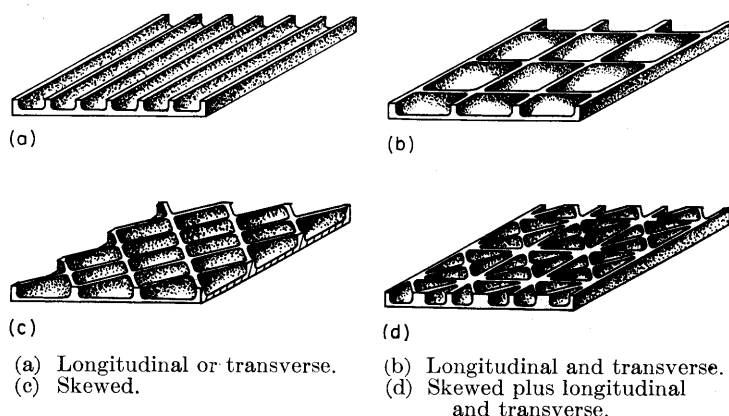 (a)
(b)
(c)
(d)
(a) Longitudinal or transverse.
(c) Skewed.
(b) Longitudinal and transverse.
(d) Skewed plus longitudinal
and transverse.